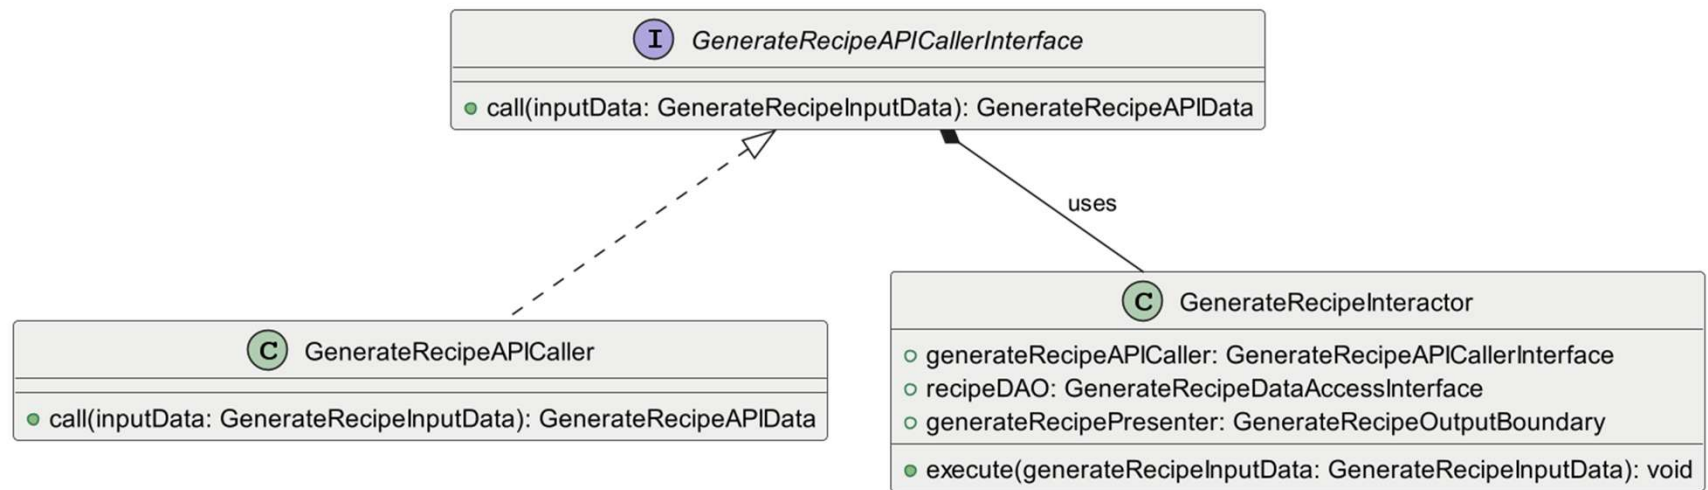 I GenerateRecipeAPICallerInterface
call(inputData: GenerateRecipeInputData): GenerateRecipeAPIData
uses
C GenerateRecipeAPICaller
call(inputData: GenerateRecipeInputData): GenerateRecipeAPIData
C GenerateRecipeInteractor
generateRecipeAPICaller: GenerateRecipeAPICallerInterface
recipeDAO: GenerateRecipeDataAccessInterface
generateRecipePresenter: GenerateRecipeOutputBoundary
execute(generateRecipeInputData: GenerateRecipeInputData): void